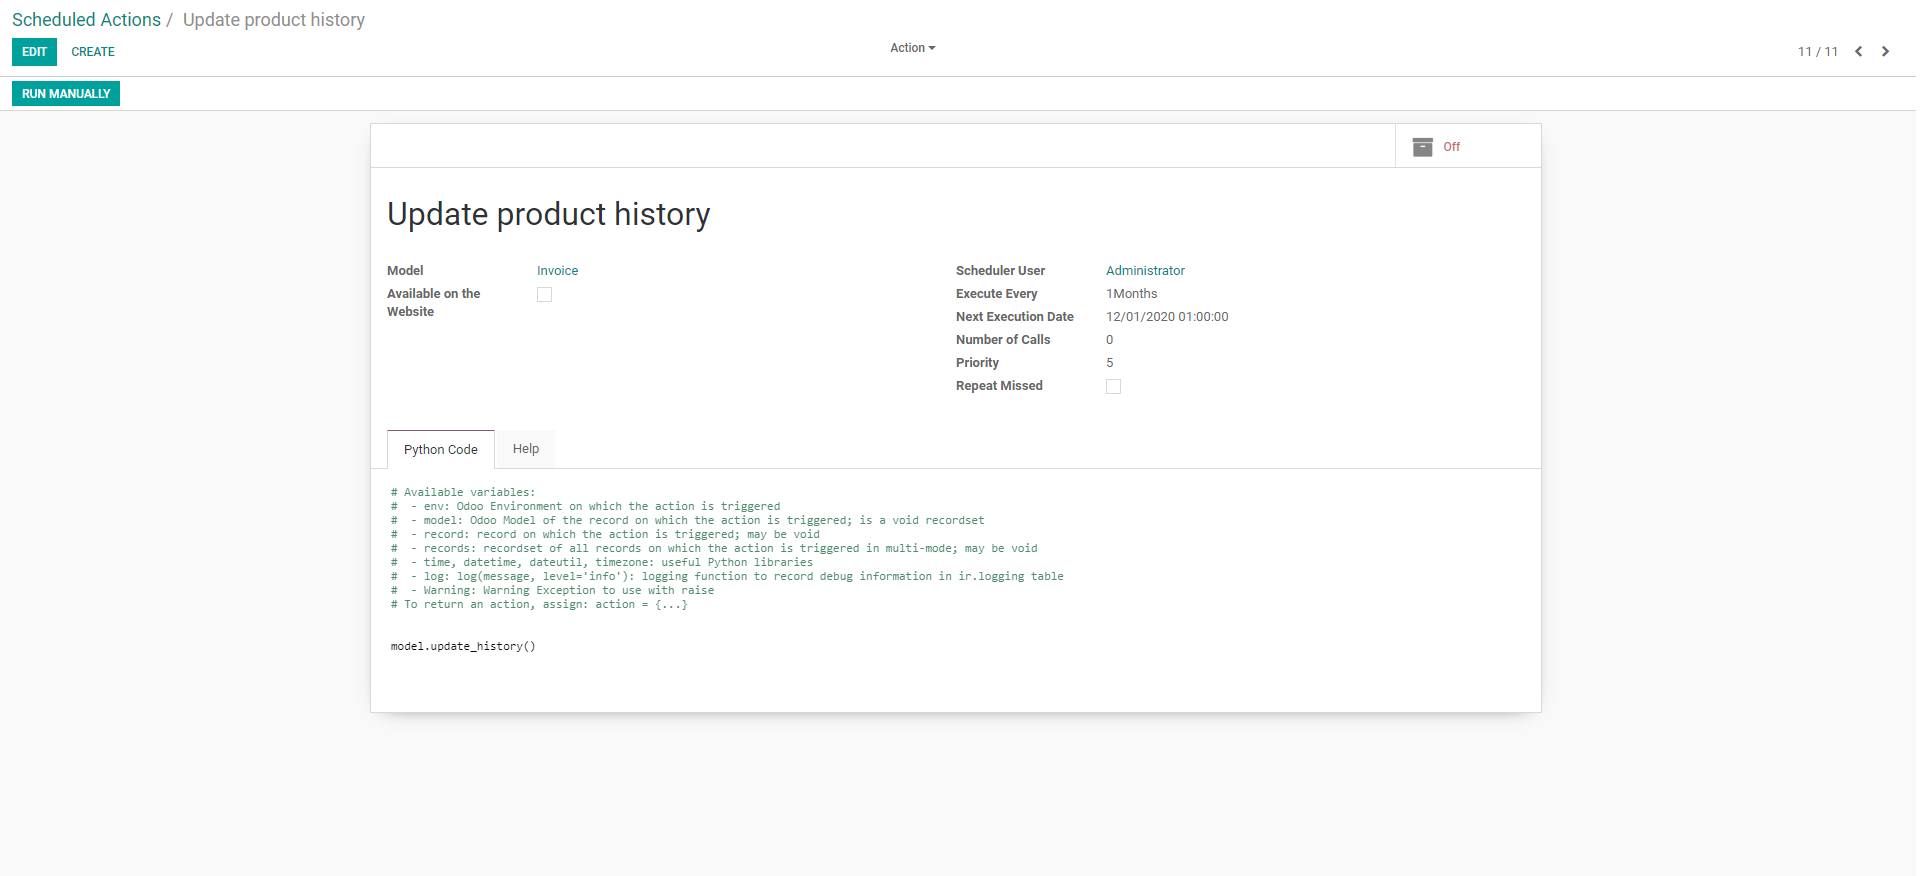 Scheduled Actions / Update product history
EDIT CREATE Action 11 / 11
RUN MANUALLY
Off
Update product history
Model Invoice
Available on the Website
Scheduler User Administrator
Execute Every 1Months
Next Execution Date 12/01/2020 01:00:00
Number of Calls 0
Priority 5
Repeat Missed
Python Code Help
# Available variables:
#  - env: Odoo Environment on which the action is triggered
#  - model: Odoo Model of the record on which the action is triggered; is a void recordset
#  - record: record on which the action is triggered; may be void
#  - records: recordset of all records on which the action is triggered in multi-mode; may be void
#  - time, datetime, dateutil, timezone: useful Python libraries
#  - log: log(message, level='info'): logging function to record debug information in ir.logging table
#  - Warning: Warning Exception to use with raise
# To return an action, assign: action = {...}
model.update_history()